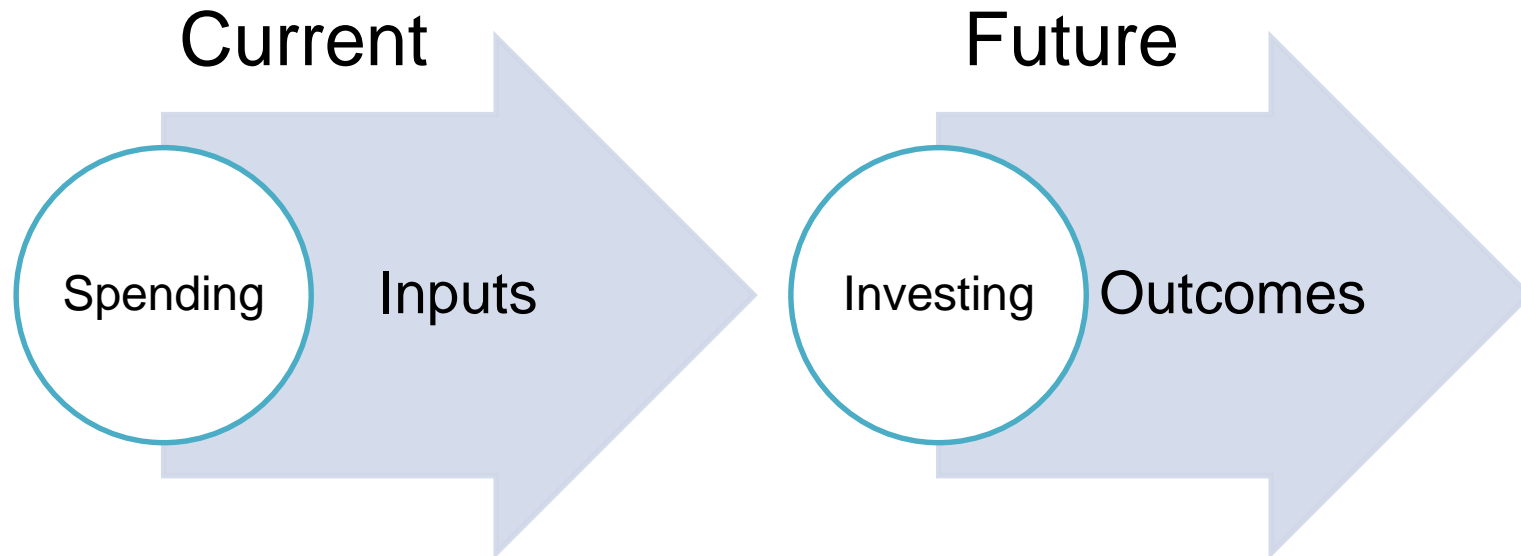 Current
Future
Spending
Inputs
Investing
Outcomes